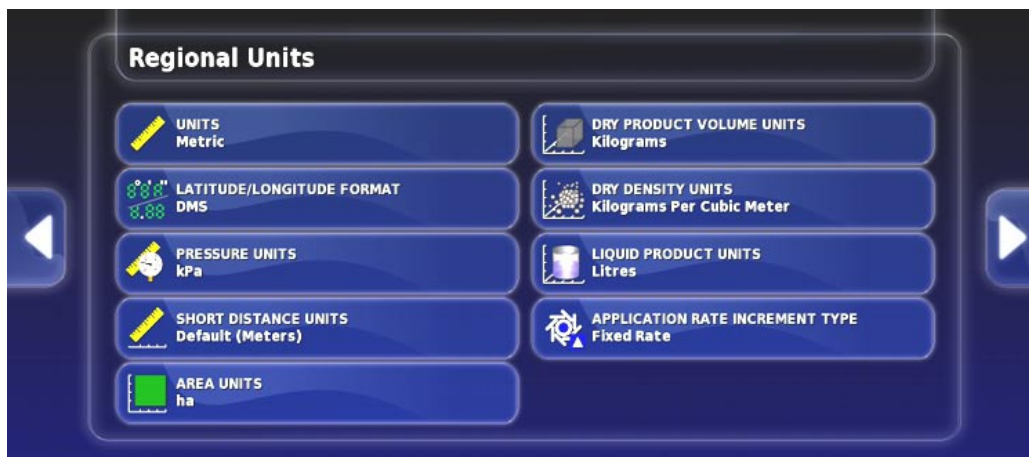 Regional Units
UNITS
Metric
LATITUDE/LONGITUDE FORMAT
DMS
PRESSURE UNITS
kPa
SHORT DISTANCE UNITS
Default (Meters)
AREA UNITS
ha
DRY PRODUCT VOLUME UNITS
Kilograms
DRY DENSITY UNITS
Kilograms Per Cubic Meter
LIQUID PRODUCT UNITS
Litres
APPLICATION RATE INCREMENT TYPE
Fixed Rate